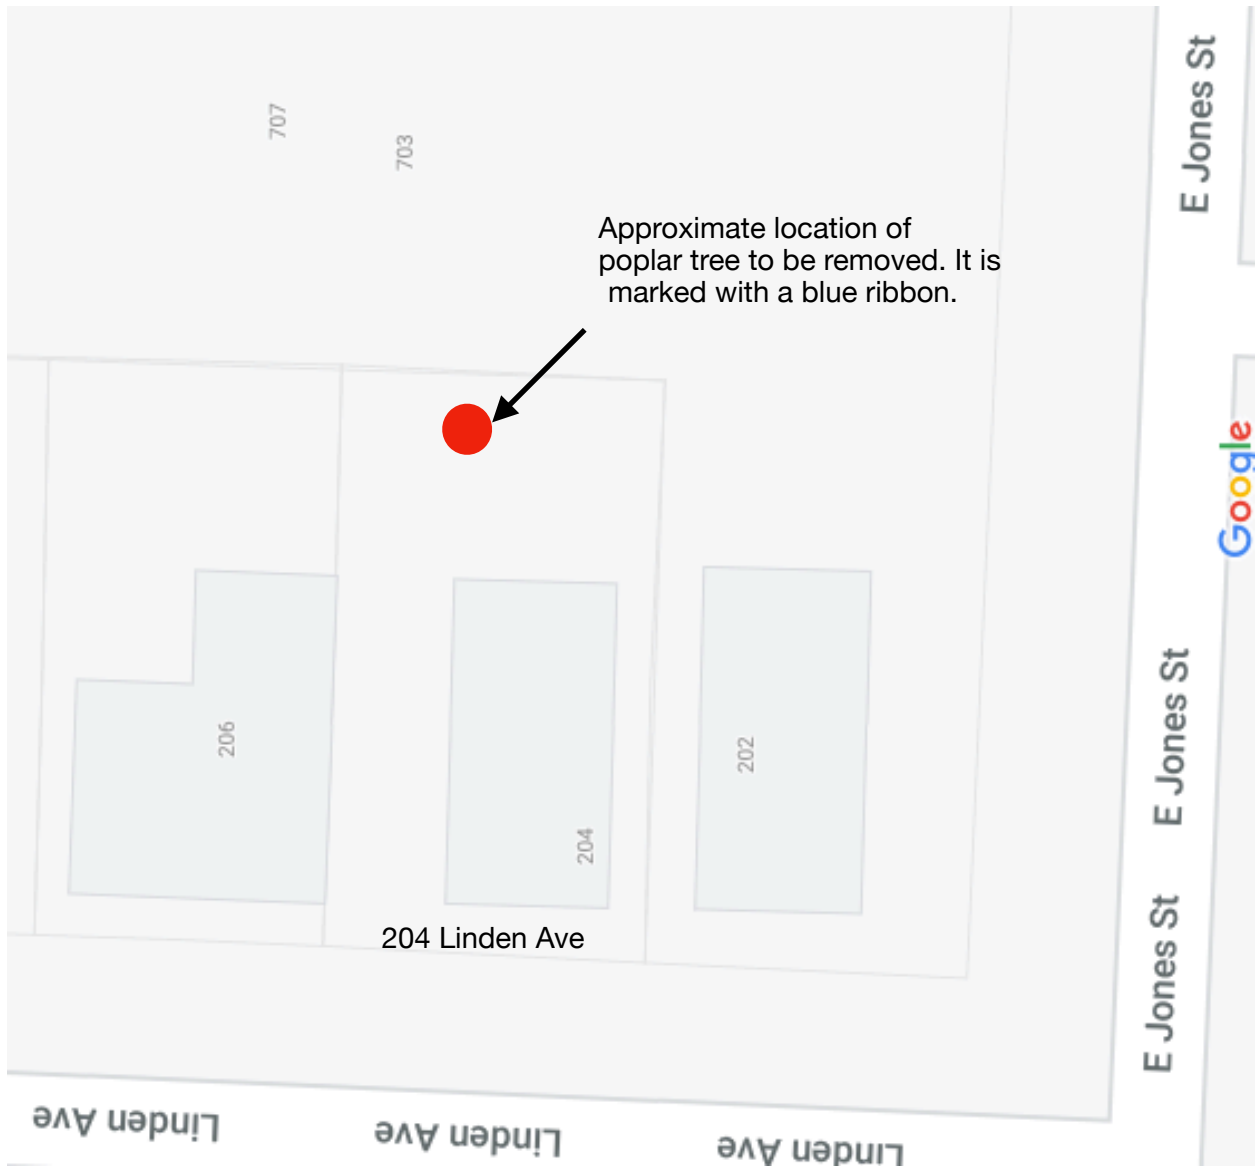 E Jones St
707
703
Approximate location of
poplar tree to be removed. It is
marked with a blue ribbon.
Google
E Jones St
206
202
204
E Jones St
204 Linden Ave
Linden Ave
Linden Ave
Linden Ave